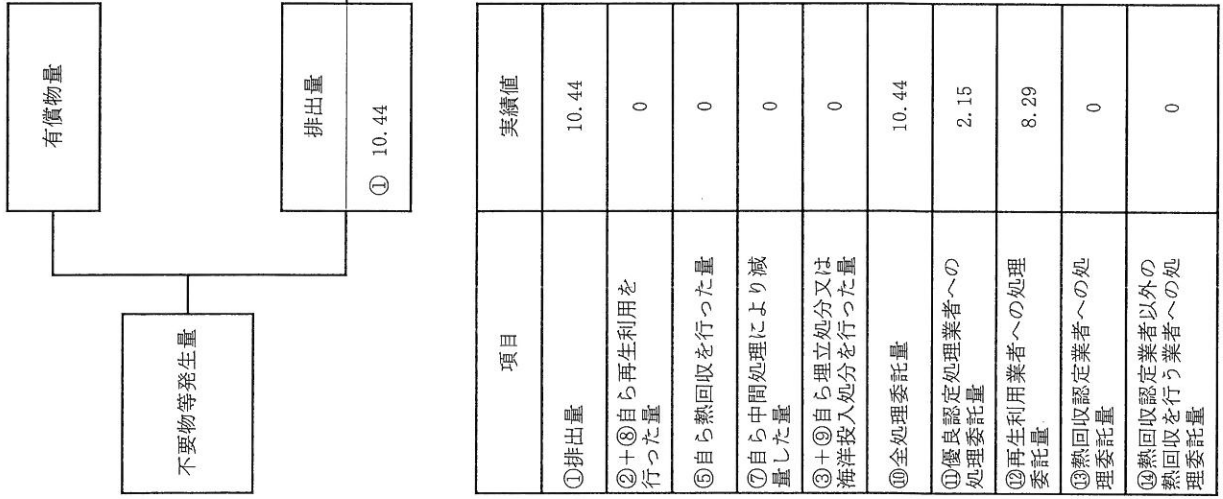 有償物量
不要物等発生量
排出量
① 10.44
項目
実績値
①排出量
10.44
②+⑧自ら再生利用を
行った量
0
⑤自ら熱回収を行った量
0
⑦自ら中間処理により減
量した量
0
③+⑨自ら埋立処分又は
海洋投入処分を行った量
0
⑩全処理委託量
10.44
⑪優良認定処理業者への
処理委託量
2.15
⑫再生利用業者への処理
委託量
8.29
⑬熱回収認定業者への処
理委託量
0
⑭熱回収認定業者以外の
熱回収を行う業者への処
理委託量
0